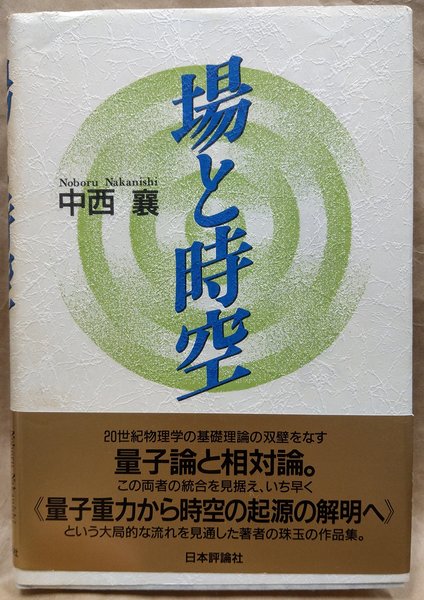 場と時空
Noboru Nakanishi
中西 襄
20世紀物理学の基礎理論の双壁をなす
量子論と相対論。
この両者の統合を見据え、いち早く
《量子重力から時空の起源の解明へ》
という大局的な流れを見通した著者の珠玉の作品集。
日本評論社